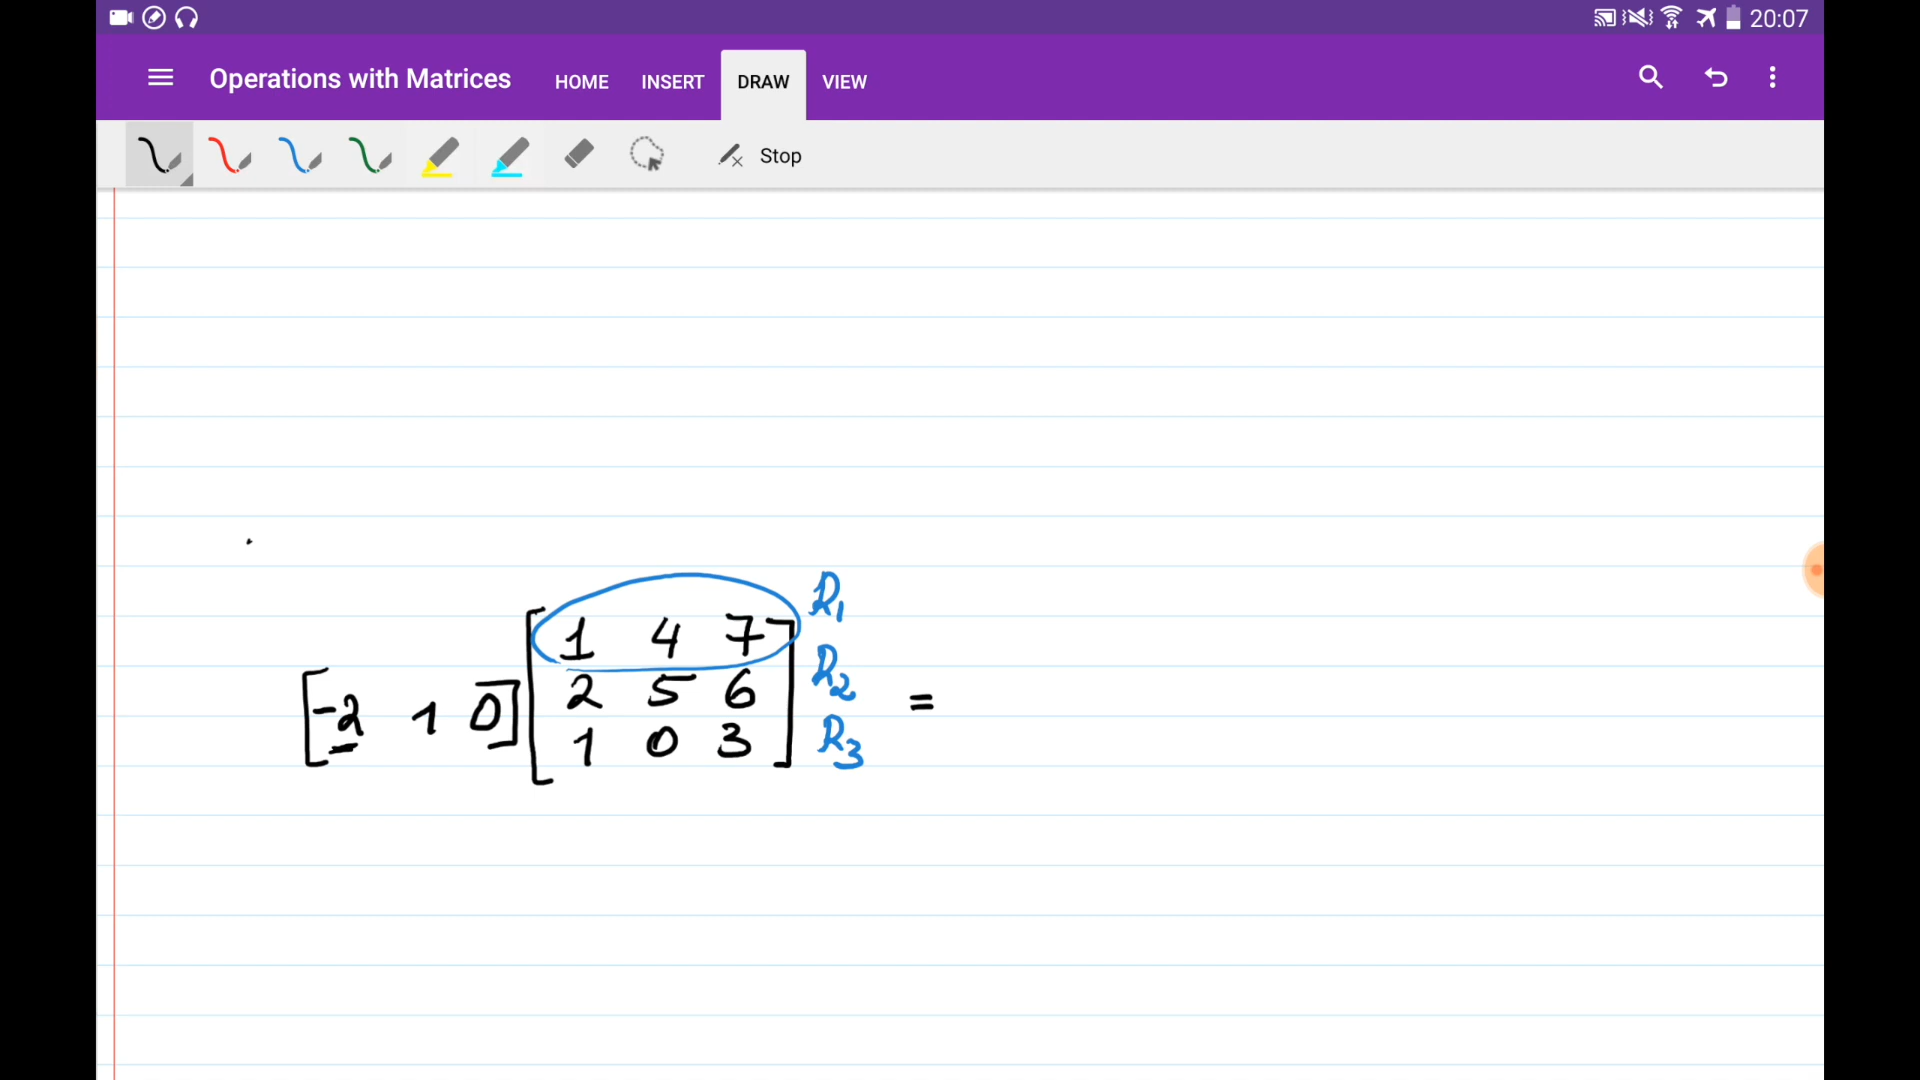 20:07
Operations with Matrices HOME INSERT DRAW VIEW
Stop
1 4 7 R1
[-2 1 0] 2 5 6 R2 =
1 0 3 R3